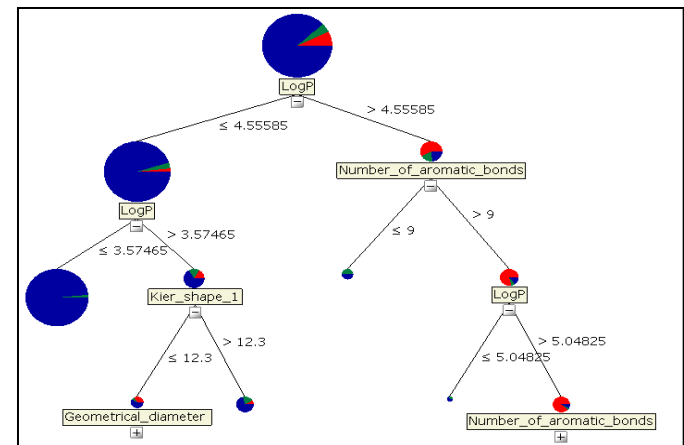 LogP
≤ 4.55585
> 4.55585
LogP
Number_of_aromatic_bonds
≤ 3.57465
> 3.57465
≤ 9
> 9
Kier_shape_1
LogP
≤ 12.3
> 12.3
≤ 5.04825
> 5.04825
Geometrical_diameter
Number_of_aromatic_bonds